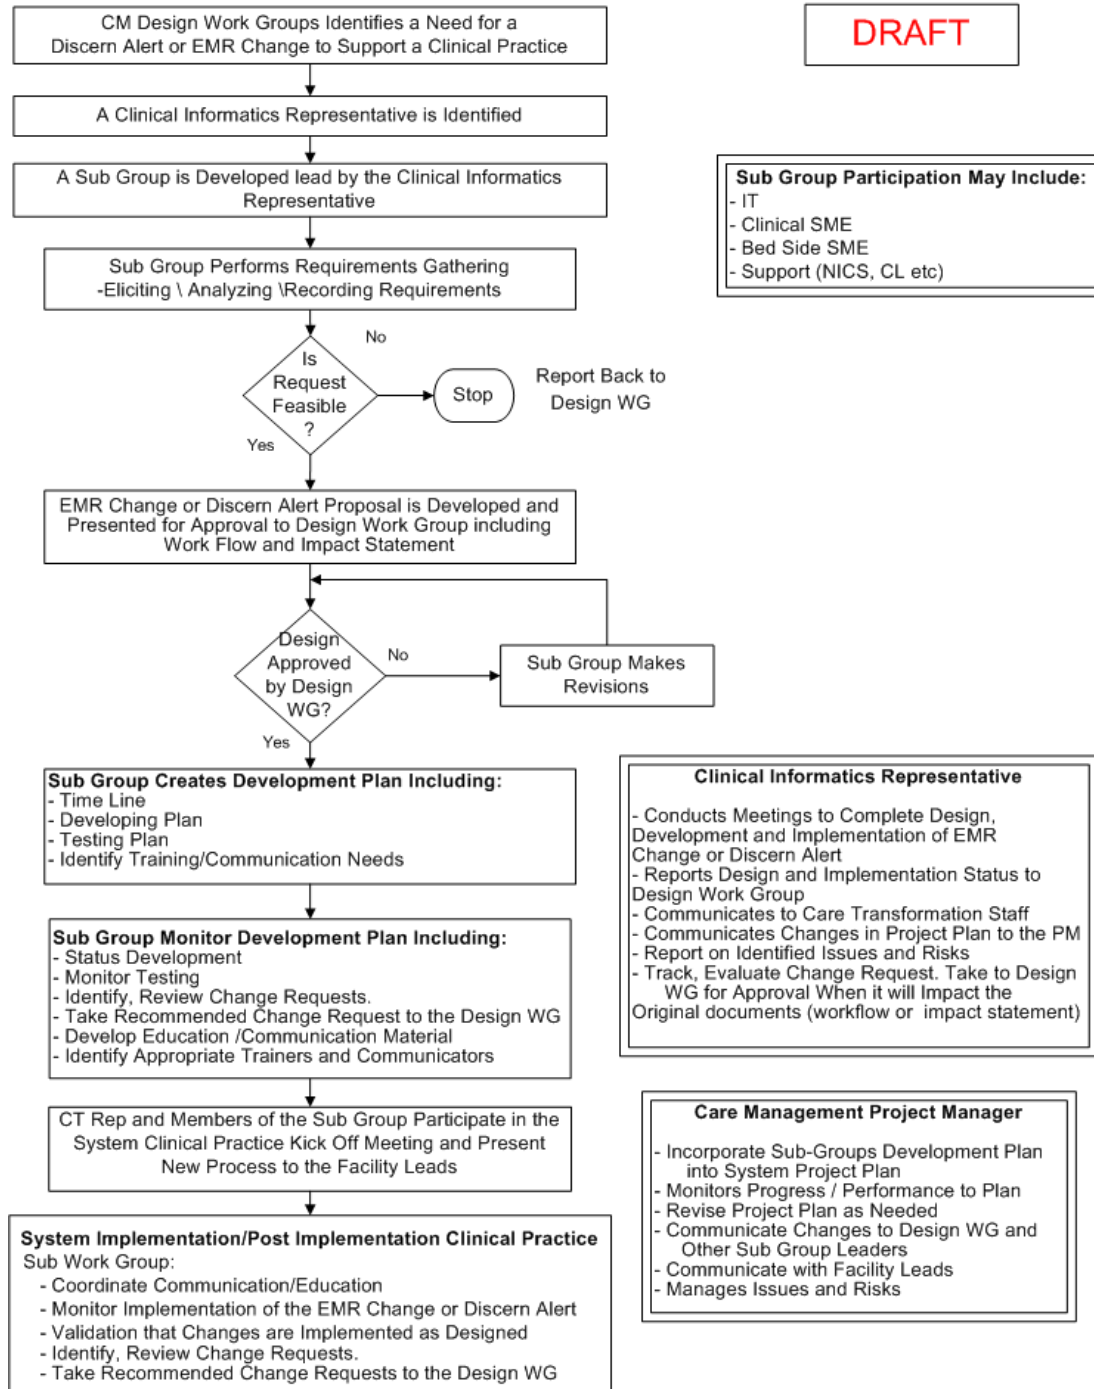 CM Design Work Groups Identifies a Need for a
Discern Alert or EMR Change to Support a Clinical Practice
DRAFT
A Clinical Informatics Representative is Identified
A Sub Group is Developed lead by the Clinical Informatics
Representative
Sub Group Participation May Include:
- IT
- Clinical SME
- Bed Side SME
- Support (NICS, CL etc)
Sub Group Performs Requirements Gathering
-Eliciting \ Analyzing \Recording Requirements
No
Is
Request
Feasible
?
Stop
Report Back to
Design WG
Yes
EMR Change or Discern Alert Proposal is Developed and
Presented for Approval to Design Work Group including
Work Flow and Impact Statement
Design
Approved
by Design
WG?
No
Sub Group Makes
Revisions
Yes
Sub Group Creates Development Plan Including:
- Time Line
- Developing Plan
- Testing Plan
- Identify Training/Communication Needs
Clinical Informatics Representative
- Conducts Meetings to Complete Design,
Development and Implementation of EMR
Change or Discern Alert
- Reports Design and Implementation Status to
Design Work Group
- Communicates to Care Transformation Staff
- Communicates Changes in Project Plan to the PM
- Report on Identified Issues and Risks
- Track, Evaluate Change Request. Take to Design
WG for Approval When it will Impact the
Original documents (workflow or impact statement)
Sub Group Monitor Development Plan Including:
- Status Development
- Monitor Testing
- Identify, Review Change Requests.
- Take Recommended Change Request to the Design WG
- Develop Education /Communication Material
- Identify Appropriate Trainers and Communicators
CT Rep and Members of the Sub Group Participate in the
System Clinical Practice Kick Off Meeting and Present
New Process to the Facility Leads
Care Management Project Manager
- Incorporate Sub-Groups Development Plan
into System Project Plan
- Monitors Progress / Performance to Plan
- Revise Project Plan as Needed
- Communicate Changes to Design WG and
Other Sub Group Leaders
- Communicate with Facility Leads
- Manages Issues and Risks
System Implementation/Post Implementation Clinical Practice
Sub Work Group:
- Coordinate Communication/Education
- Monitor Implementation of the EMR Change or Discern Alert
- Validation that Changes are Implemented as Designed
- Identify, Review Change Requests.
- Take Recommended Change Requests to the Design WG